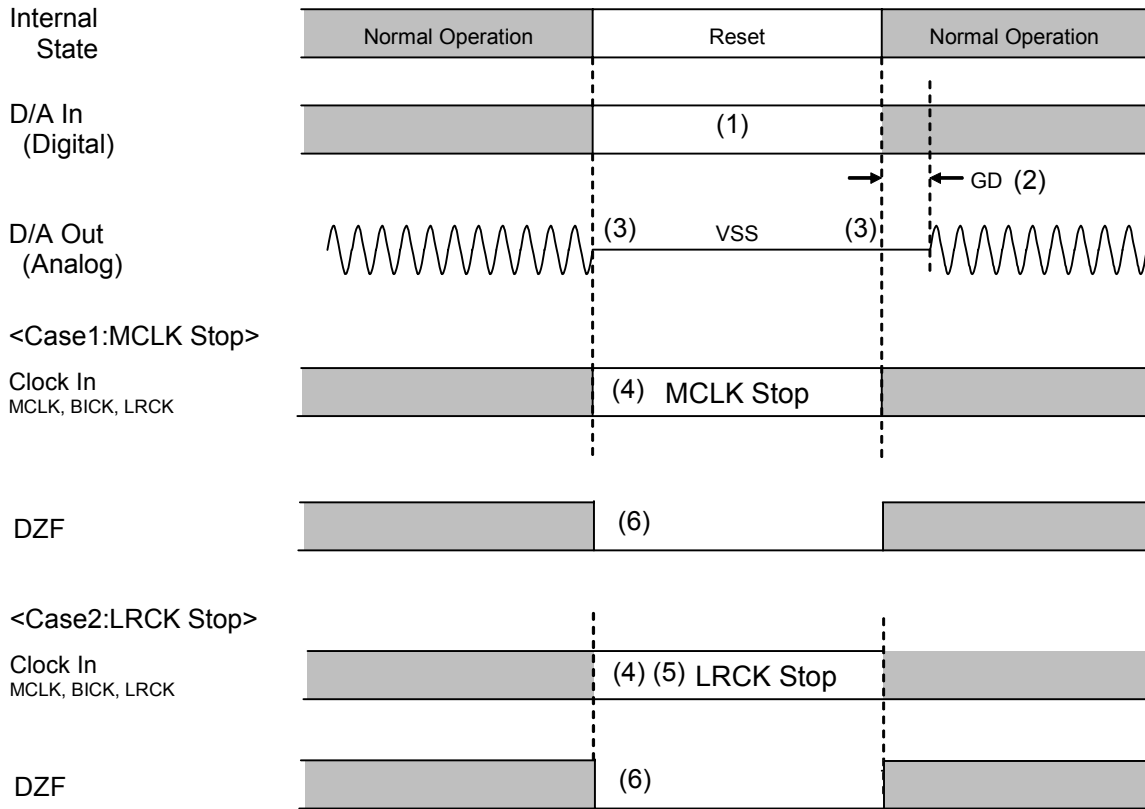 Internal
State
Normal Operation
Reset
Normal Operation
D/A In
(Digital)
(1)
GD (2)
D/A Out
(Analog)
(3)
VSS
(3)
<Case1:MCLK Stop>
Clock In
MCLK, BICK, LRCK
(4) MCLK Stop
DZF
(6)
<Case2:LRCK Stop>
Clock In
MCLK, BICK, LRCK
(4) (5) LRCK Stop
DZF
(6)